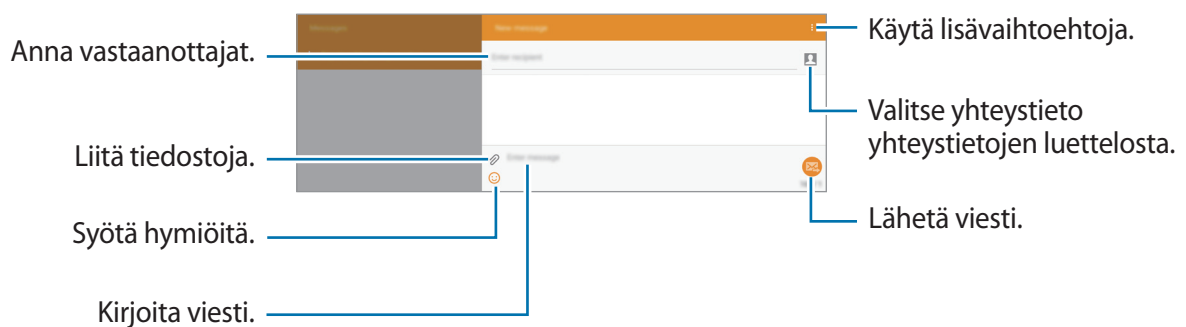 Messages
New message
Käytä lisävaihtoehtoja.
Anna vastaanottajat.
Enter recipient
Valitse yhteystieto
yhteystietojen luettelosta.
Liitä tiedostoja.
Enter message
Lähetä viesti.
Syötä hymiöitä.
Kirjoita viesti.